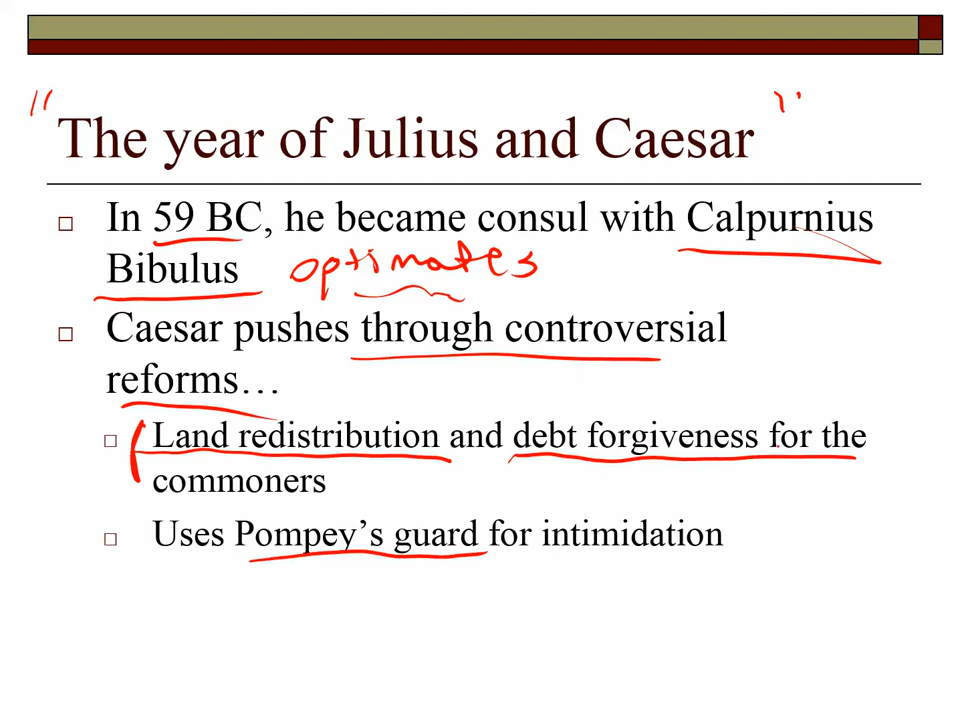 "The year of Julius and Caesar"
In 59 BC, he became consul with Calpurnius
Bibulus optimates
Caesar pushes through controversial
reforms…
Land redistribution and debt forgiveness for the
commoners
Uses Pompey's guard for intimidation